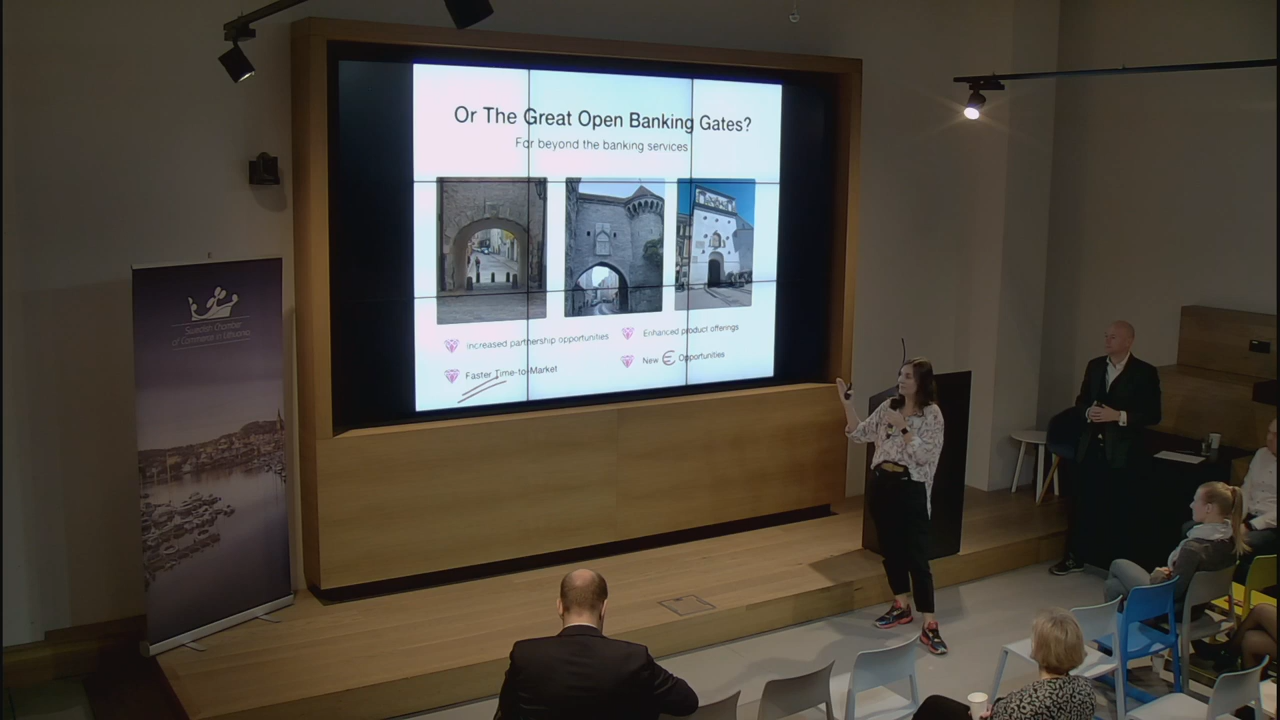 Or The Great Open Banking Gates?
For beyond the banking services
Increased partnership opportunities
Enhanced product offerings
Faster Time-to-Market
New € Opportunities
Swedish Chamber
of Commerce in Lithuania